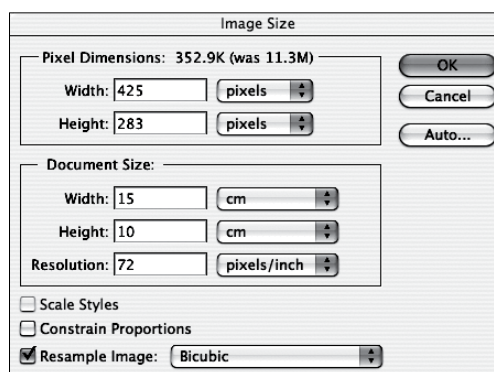 Image Size
Pixel Dimensions: 352.9K (was 11.3M)
Width: 425 pixels
Height: 283 pixels
Document Size:
Width: 15 cm
Height: 10 cm
Resolution: 72 pixels/inch
Scale Styles
Constrain Proportions
Resample Image: Bicubic
OK
Cancel
Auto...